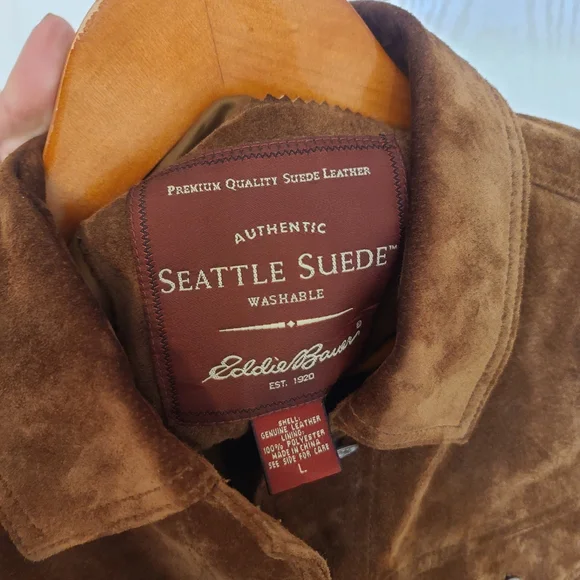 PREMIUM QUALITY SUEDE LEATHER
AUTHENTIC
SEATTLE SUEDE™
WASHABLE
Eddie Bauer®
EST. 1920
SHELL:
GENUINE LEATHER
LINING:
100% POLYESTER
MADE IN CHINA
SEE SIDE FOR CARE
L